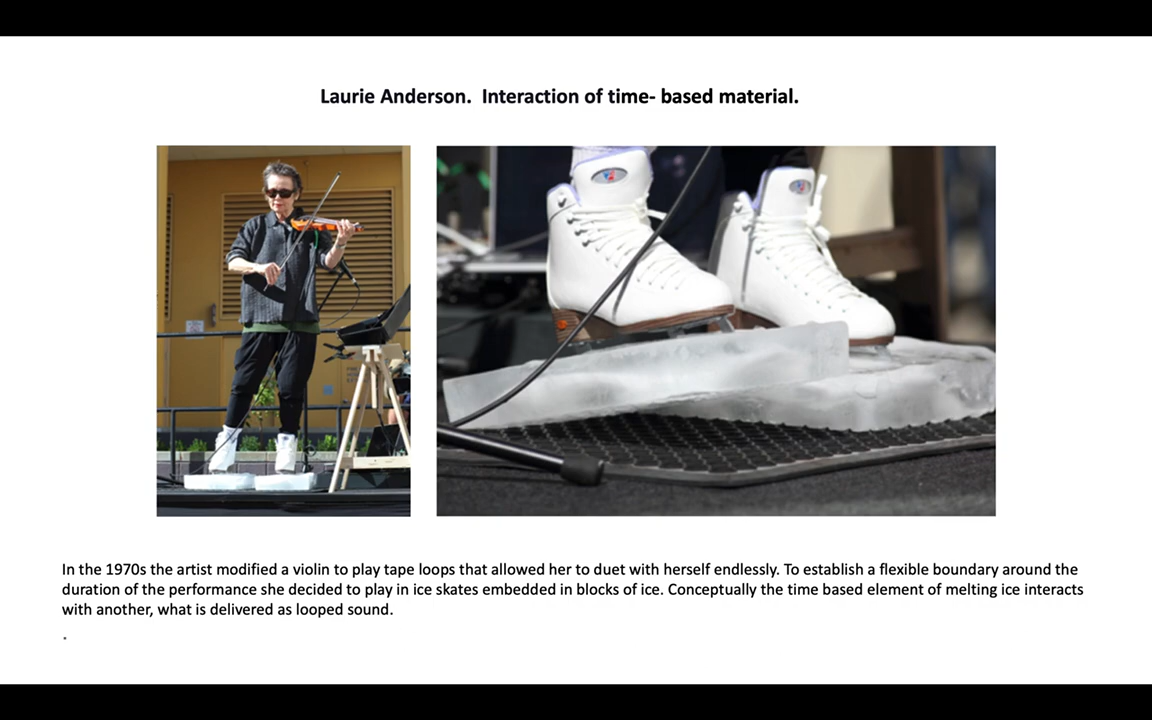 Laurie Anderson.  Interaction of time- based material.
In the 1970s the artist modified a violin to play tape loops that allowed her to duet with herself endlessly. To establish a flexible boundary around the
duration of the performance she decided to play in ice skates embedded in blocks of ice. Conceptually the time based element of melting ice interacts
with another, what is delivered as looped sound.
.